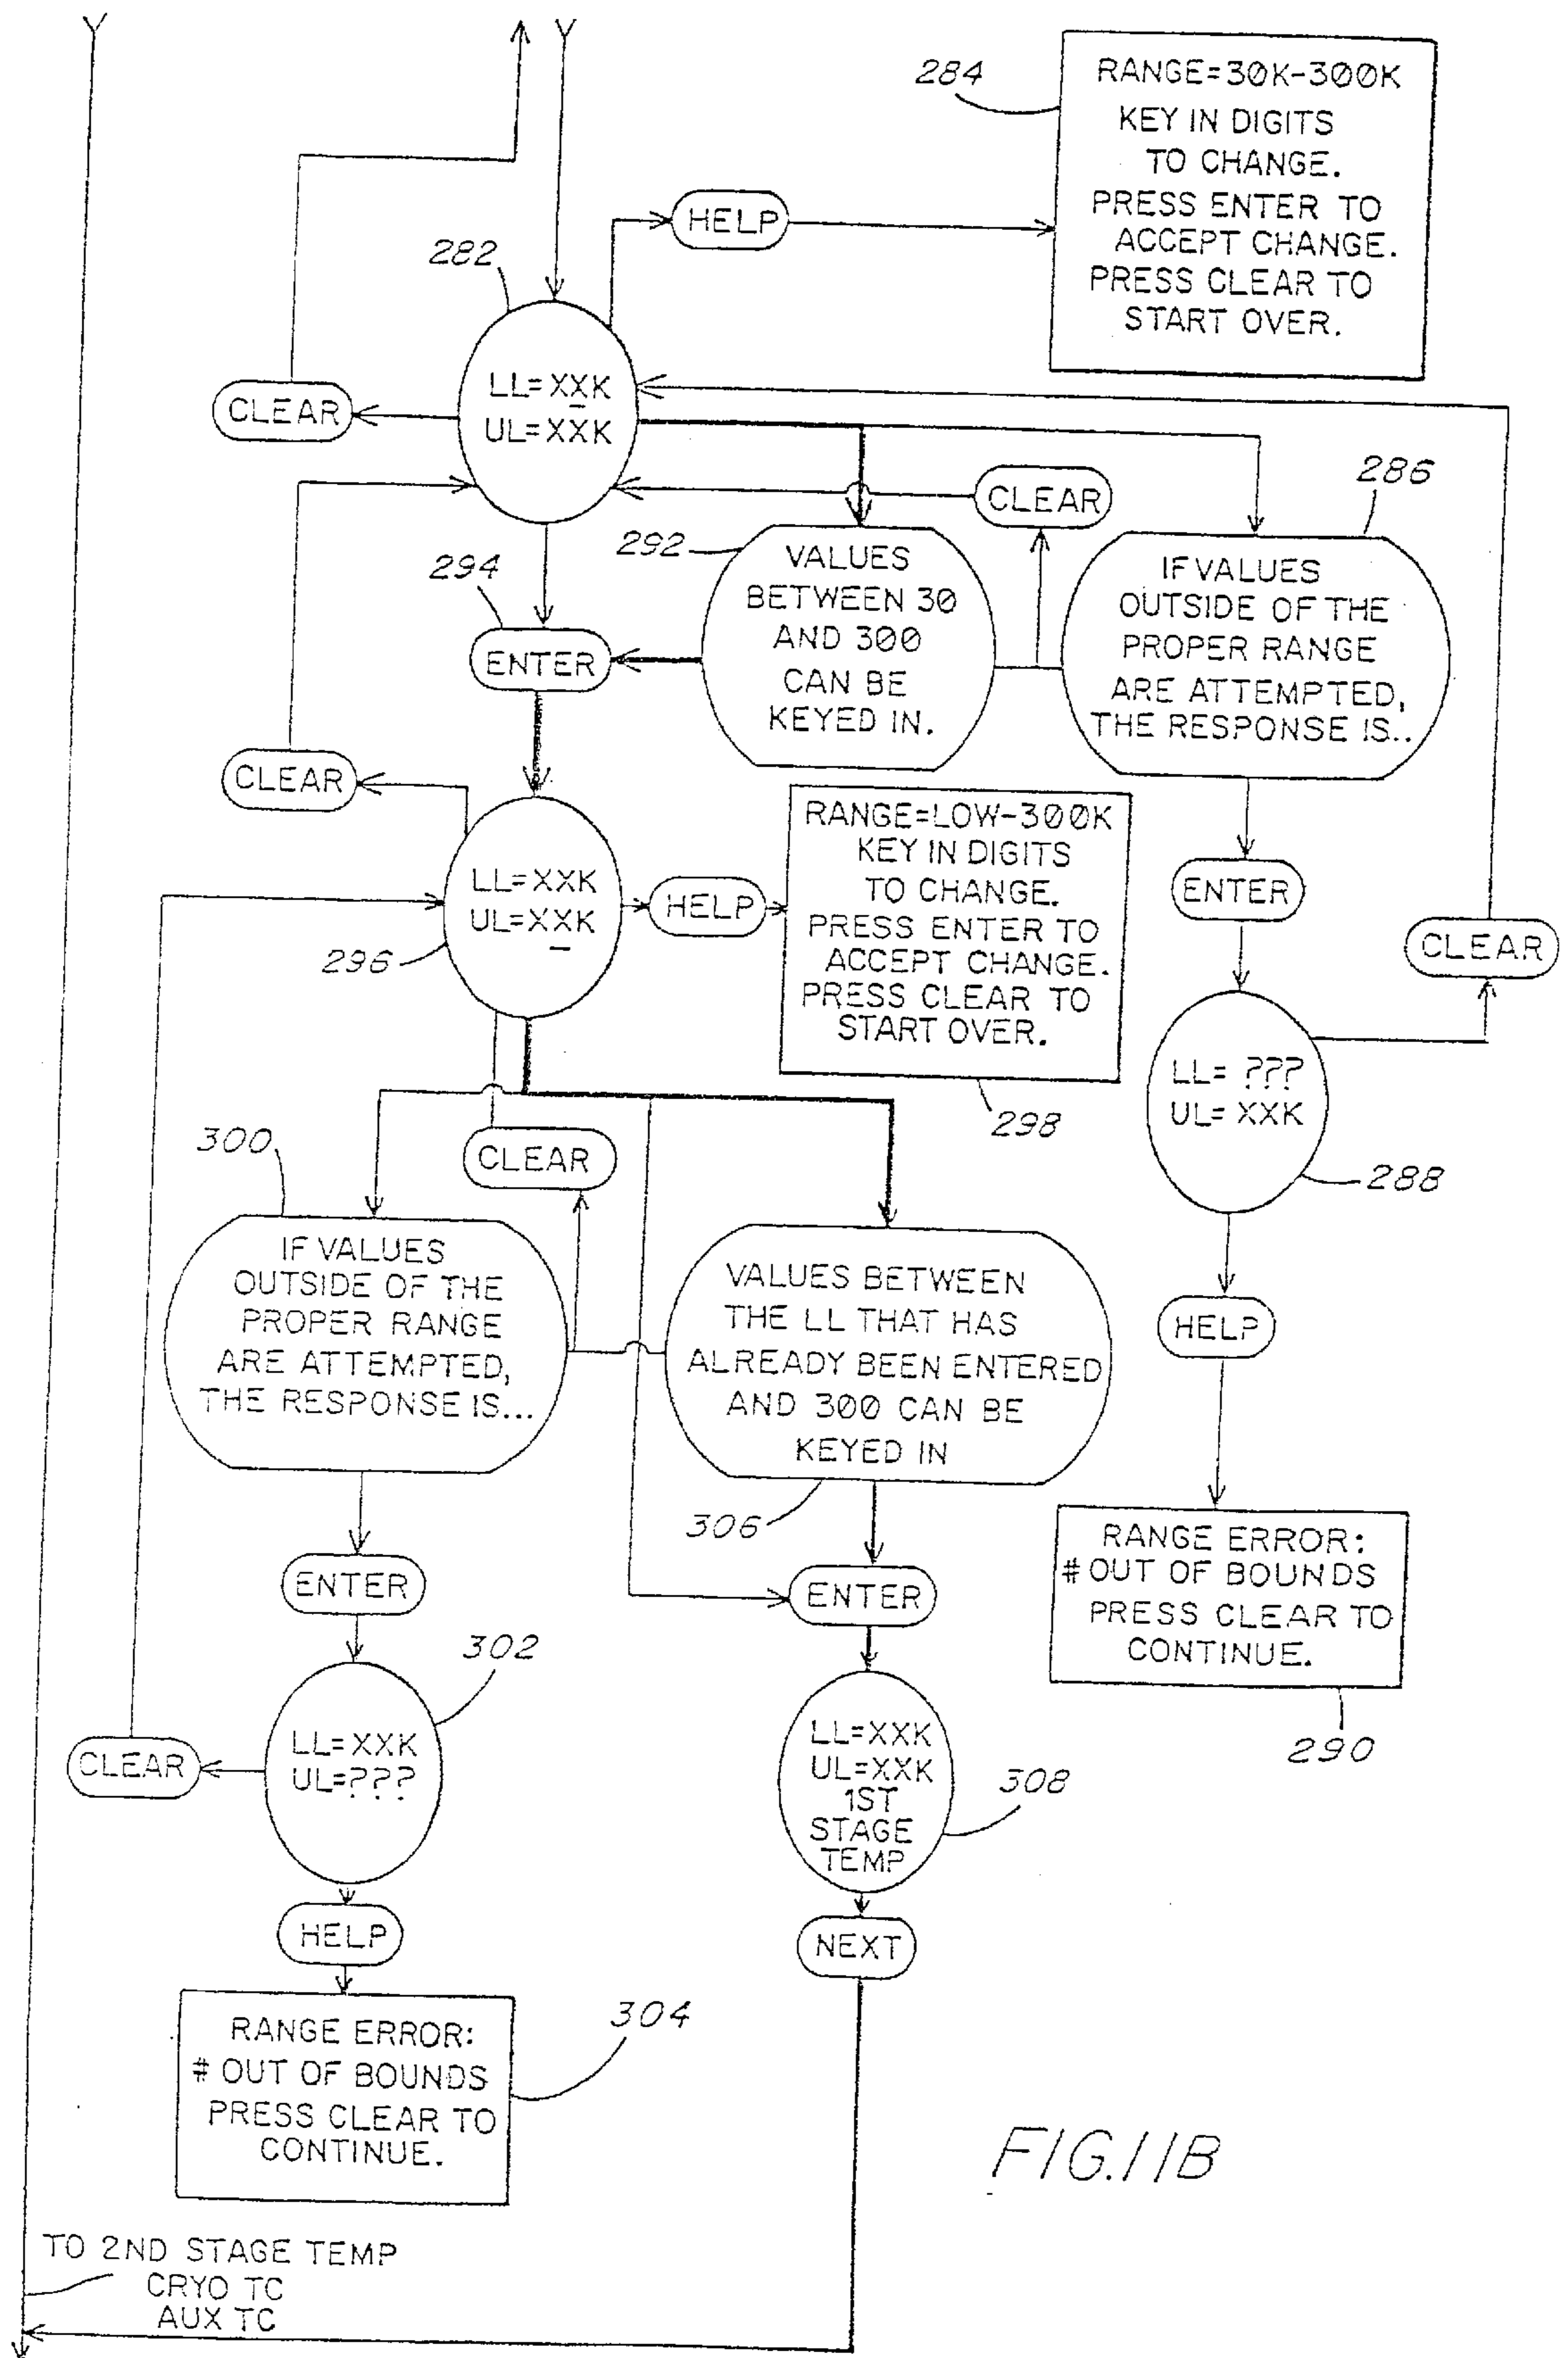 284
RANGE=30K-300K
KEY IN DIGITS
TO CHANGE.
PRESS ENTER TO
ACCEPT CHANGE.
PRESS CLEAR TO
START OVER.
HELP
282
LL=XXK
UL=XXK
CLEAR
CLEAR
286
IF VALUES
OUTSIDE OF THE
PROPER RANGE
ARE ATTEMPTED,
THE RESPONSE IS..
292
VALUES
BETWEEN 30
AND 300
CAN BE
KEYED IN.
294
ENTER
CLEAR
LL=XXK
UL=XXK
296
HELP
RANGE=LOW-300K
KEY IN DIGITS
TO CHANGE.
PRESS ENTER TO
ACCEPT CHANGE.
PRESS CLEAR TO
START OVER.
298
ENTER
CLEAR
LL= ???
UL= XXK
288
HELP
RANGE ERROR:
# OUT OF BOUNDS
PRESS CLEAR TO
CONTINUE.
290
300
CLEAR
IF VALUES
OUTSIDE OF THE
PROPER RANGE
ARE ATTEMPTED,
THE RESPONSE IS...
VALUES BETWEEN
THE LL THAT HAS
ALREADY BEEN ENTERED
AND 300 CAN BE
KEYED IN
306
ENTER
ENTER
302
LL=XXK
UL=???
CLEAR
HELP
RANGE ERROR:
# OUT OF BOUNDS
PRESS CLEAR TO
CONTINUE.
304
LL=XXK
UL=XXK
1ST
STAGE
TEMP
308
NEXT
TO 2ND STAGE TEMP
CRYO TC
AUX TC
FIG.11B